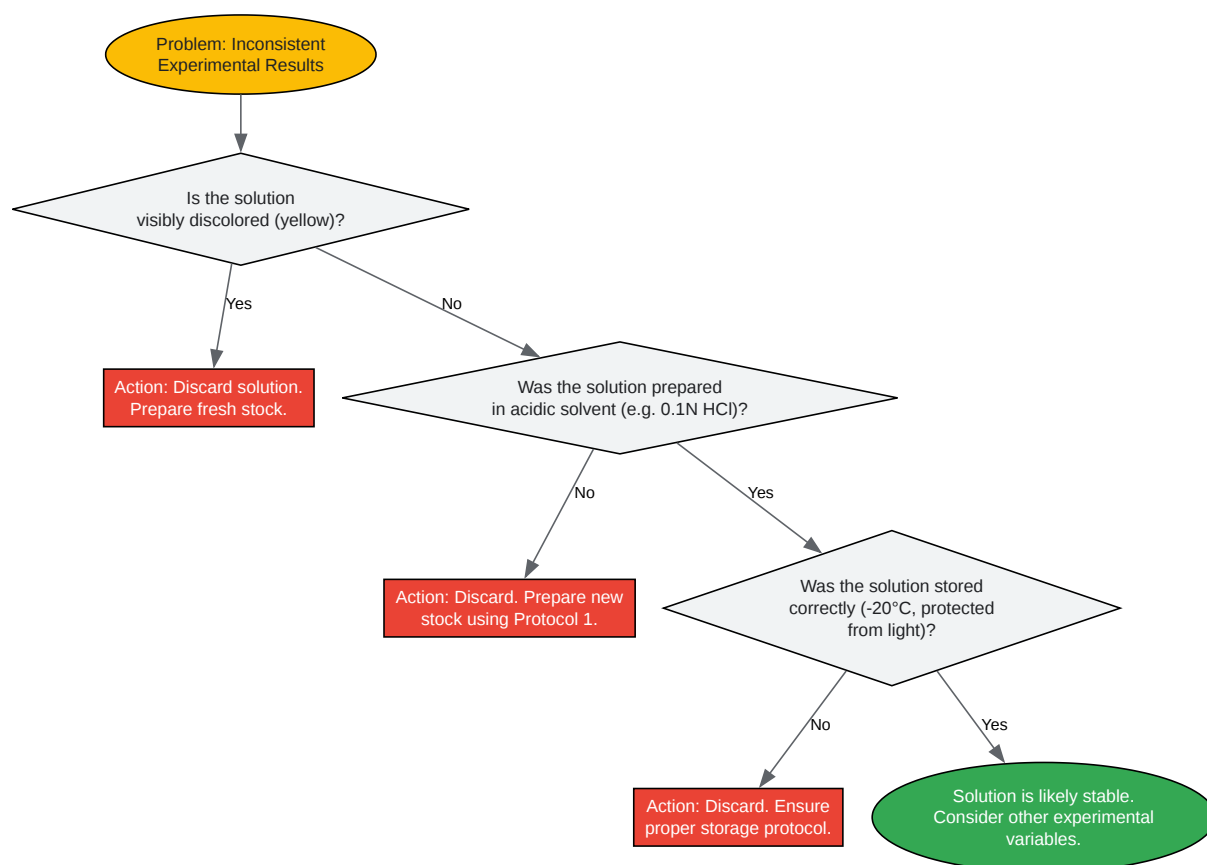 Problem: Inconsistent
Experimental Results
Is the solution
visibly discolored (yellow)?
Yes
No
Action: Discard solution.
Prepare fresh stock.
Was the solution prepared
in acidic solvent (e.g. 0.1N HCl)?
No
Yes
Action: Discard. Prepare new
stock using Protocol 1.
Was the solution stored
correctly (-20°C, protected
from light)?
No
Yes
Action: Discard. Ensure
proper storage protocol.
Solution is likely stable.
Consider other experimental
variables.